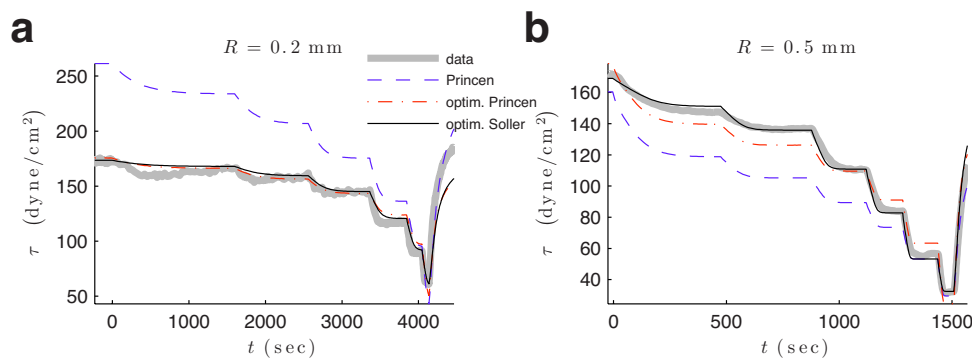 a
R = 0.2 mm
data
Princen
optim. Princen
optim. Soller
250
200
150
100
50
τ (dyne/cm²)
0 1000 2000 3000 4000
t (sec)
b
R = 0.5 mm
160
140
120
100
80
60
40
τ (dyne/cm²)
0 500 1000 1500
t (sec)